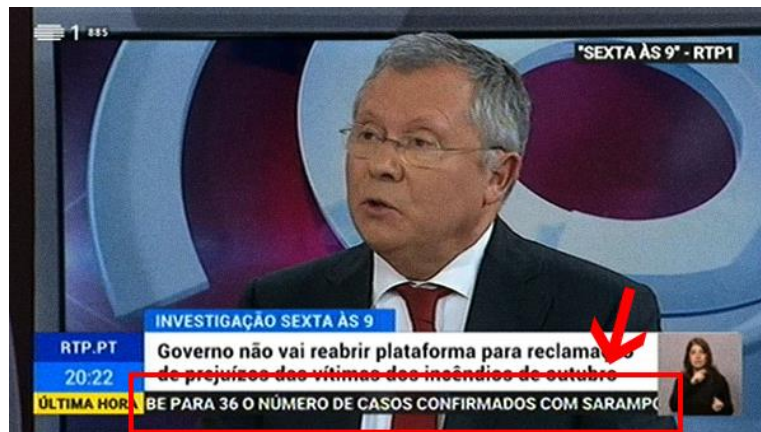 1 885
"SEXTA ÀS 9" - RTP1
INVESTIGAÇÃO SEXTA ÀS 9
RTP.PT
Governo não vai reabrir plataforma para reclamação
20:22
de prejuízos das vítimas dos incêndios de outubro
ÚLTIMA HORA
BE PARA 36 O NÚMERO DE CASOS CONFIRMADOS COM SARAMPO